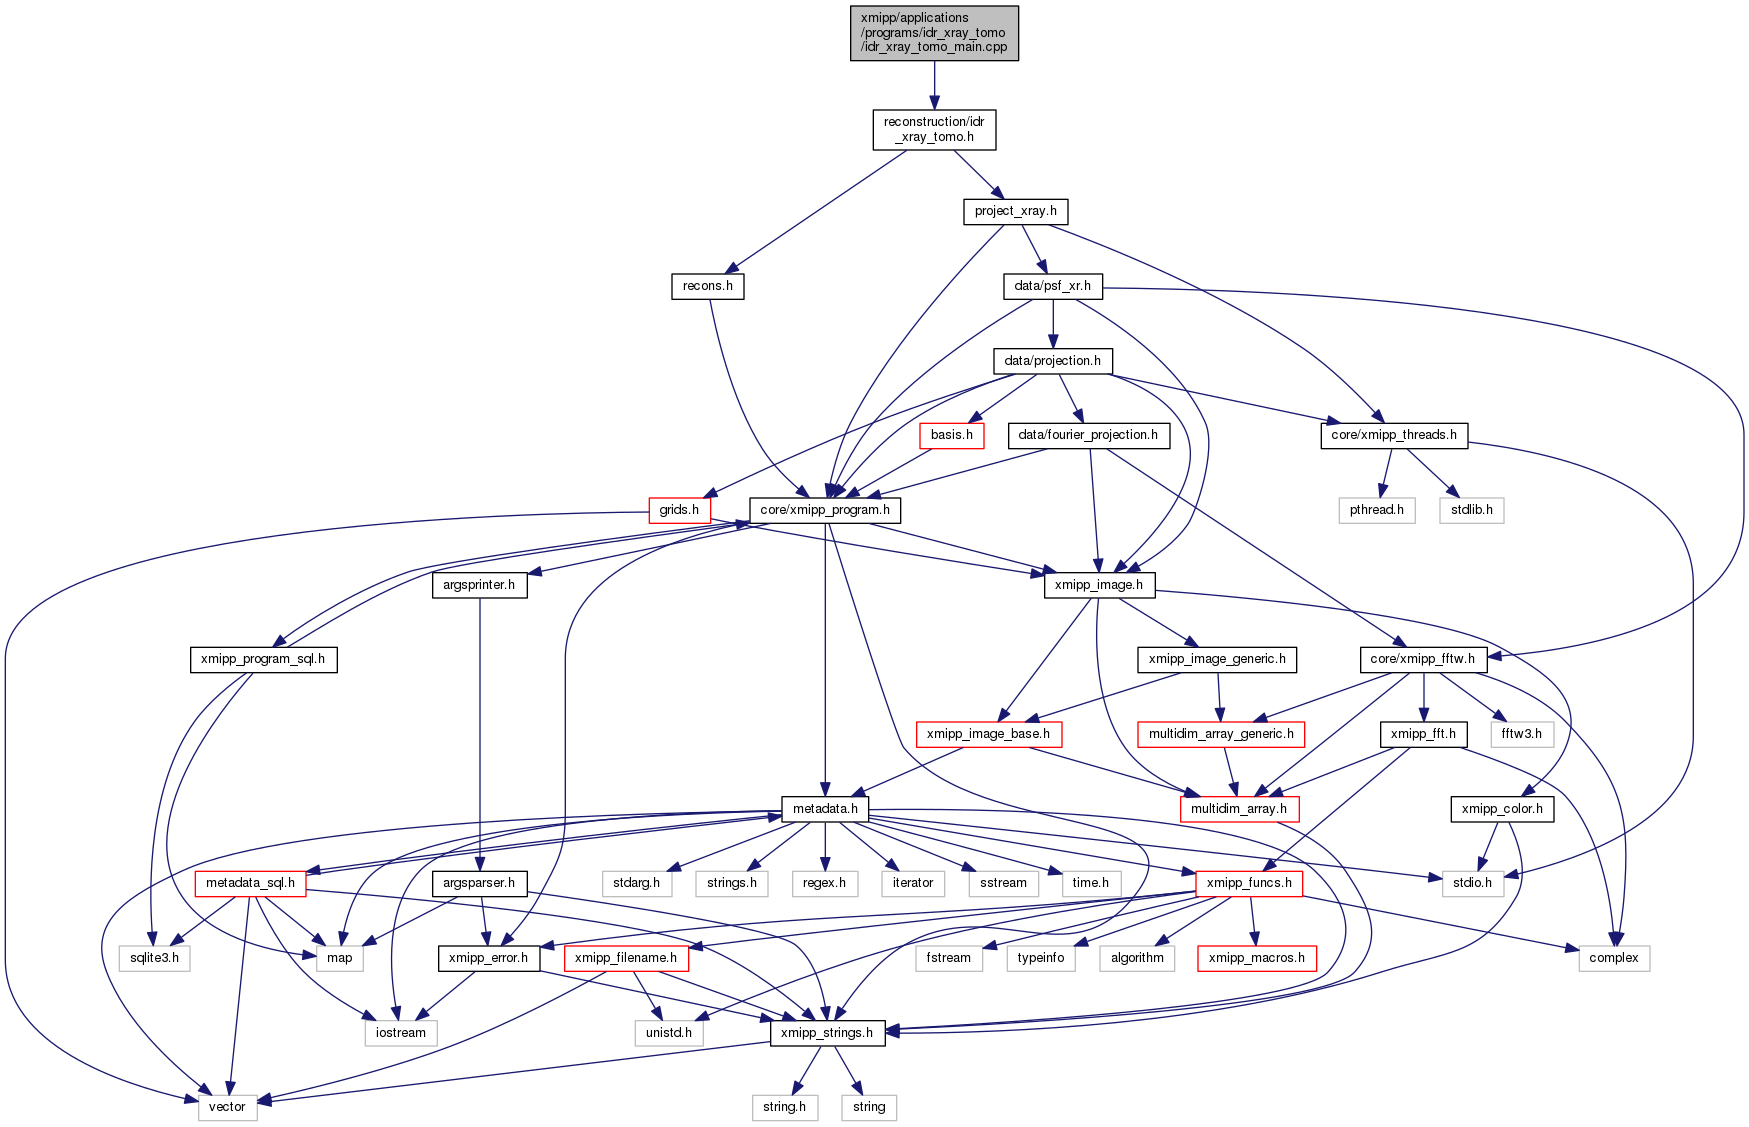 xmipp/applications
/programs/idr_xray_tomo
/idr_xray_tomo_main.cpp
reconstruction/idr
_xray_tomo.h
project_xray.h
recons.h
data/psf_xr.h
data/projection.h
basis.h
data/fourier_projection.h
core/xmipp_threads.h
grids.h
core/xmipp_program.h
pthread.h
stdlib.h
argsprinter.h
xmipp_image.h
xmipp_program_sql.h
xmipp_image_generic.h
core/xmipp_fftw.h
xmipp_image_base.h
multidim_array_generic.h
xmipp_fft.h
fftw3.h
metadata.h
multidim_array.h
xmipp_color.h
metadata_sql.h
argsparser.h
stdarg.h
strings.h
regex.h
iterator
sstream
time.h
xmipp_funcs.h
stdio.h
sqlite3.h
map
xmipp_error.h
xmipp_filename.h
fstream
typeinfo
algorithm
xmipp_macros.h
complex
iostream
unistd.h
xmipp_strings.h
vector
string.h
string